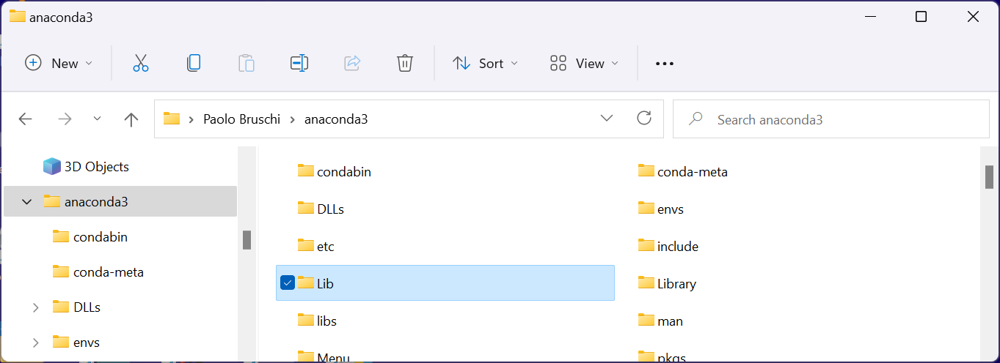 anaconda3
New Sort View
Paolo Bruschi anaconda3 Search anaconda3
3D Objects
anaconda3
condabin
conda-meta
DLLs
envs
condabin conda-meta
DLLs envs
etc include
Lib Library
libs man
Menu pkgs